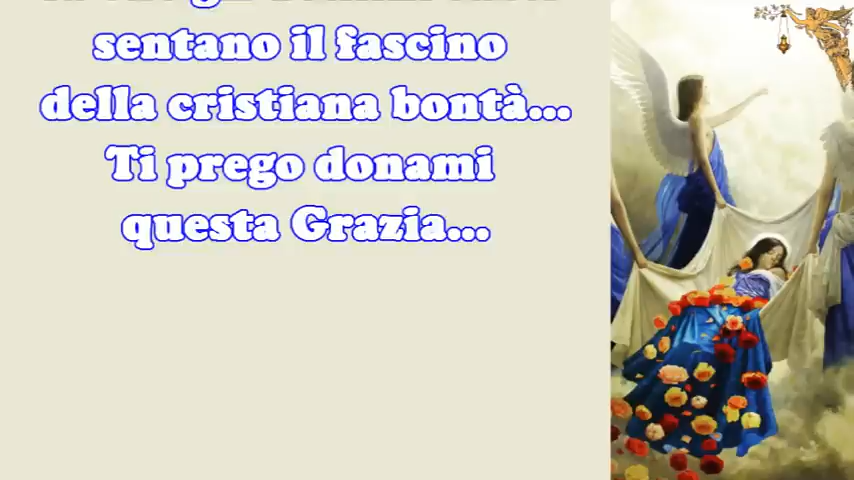 sentano il fascino
della cristiana bontà...
Ti prego donami
questa Grazia...